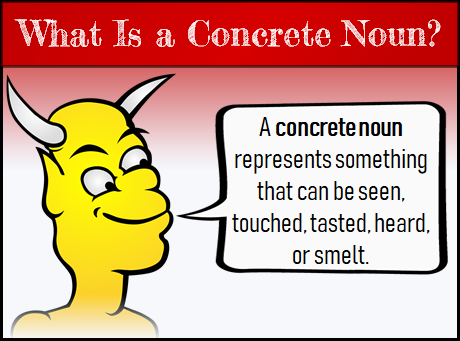 What Is a Concrete Noun?
A concrete noun
represents something
that can be seen,
touched, tasted, heard,
or smelt.